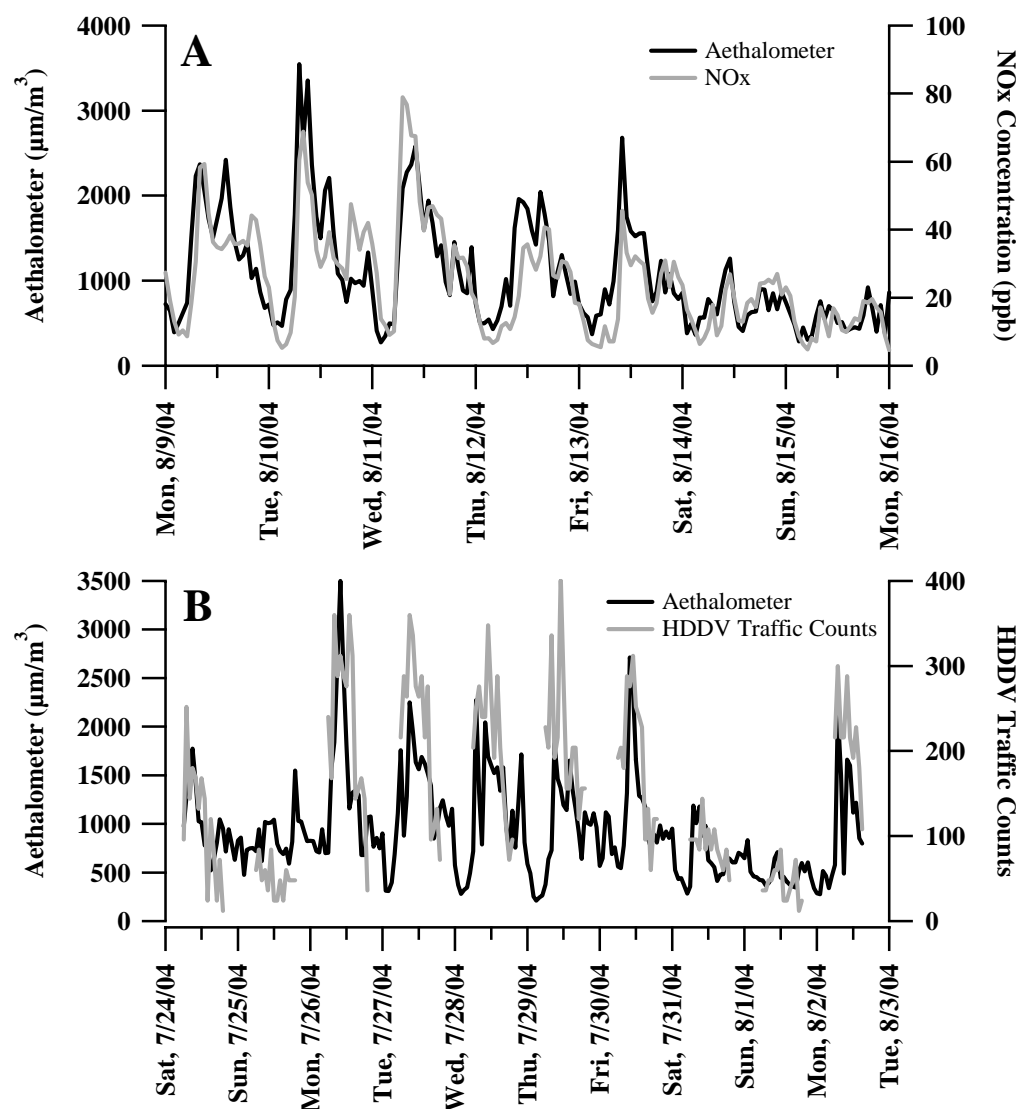 A
Aethalometer
NOx
4000
3000
2000
1000
0
Aethalometer (μm/m³)
100
80
60
40
20
0
NOx Concentration (ppb)
Mon, 8/9/04
Tue, 8/10/04
Wed, 8/11/04
Thu, 8/12/04
Fri, 8/13/04
Sat, 8/14/04
Sun, 8/15/04
Mon, 8/16/04
B
Aethalometer
HDDV Traffic Counts
3500
3000
2500
2000
1500
1000
500
0
Aethalometer (μm/m³)
400
300
200
100
0
HDDV Traffic Counts
Sat, 7/24/04
Sun, 7/25/04
Mon, 7/26/04
Tue, 7/27/04
Wed, 7/28/04
Thu, 7/29/04
Fri, 7/30/04
Sat, 7/31/04
Sun, 8/1/04
Mon, 8/2/04
Tue, 8/3/04